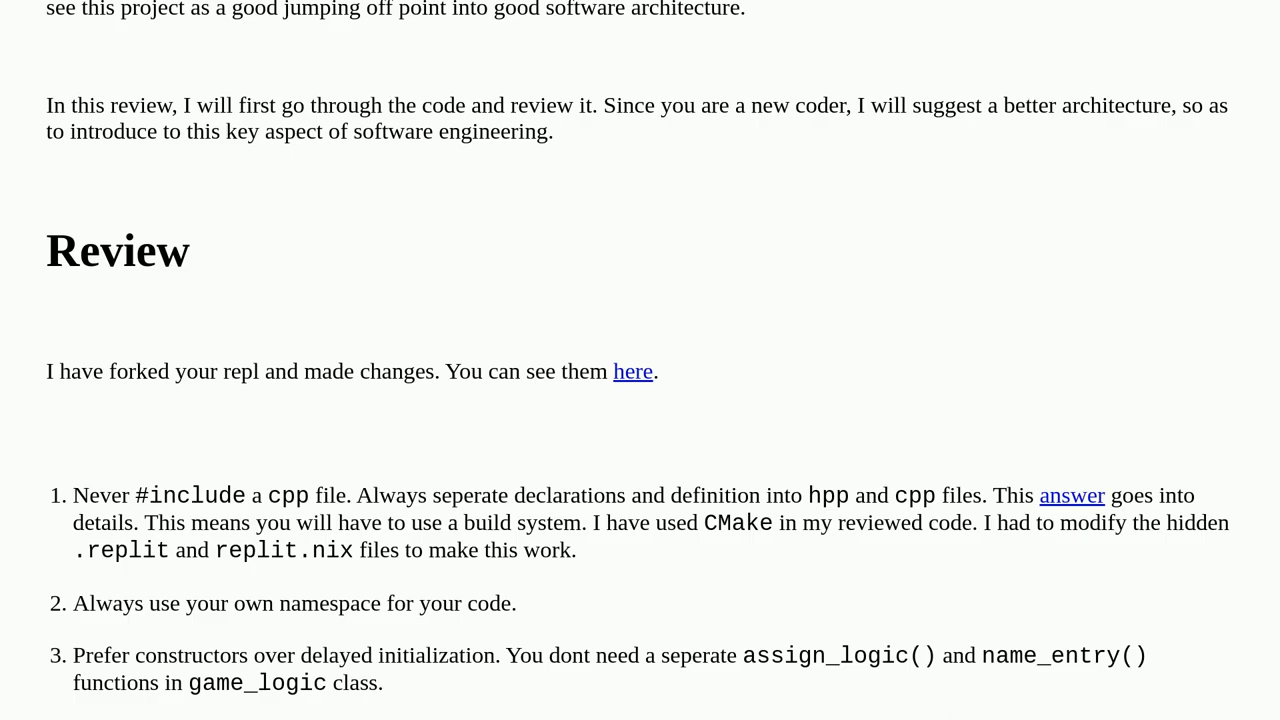 see this project as a good jumping off point into good software architecture.
In this review, I will first go through the code and review it. Since you are a new coder, I will suggest a better architecture, so as
to introduce to this key aspect of software engineering.
Review
I have forked your repl and made changes. You can see them here.
1. Never #include a cpp file. Always seperate declarations and definition into hpp and cpp files. This answer goes into
details. This means you will have to use a build system. I have used CMake in my reviewed code. I had to modify the hidden
.replit and replit.nix files to make this work.
2. Always use your own namespace for your code.
3. Prefer constructors over delayed initialization. You dont need a seperate assign_logic() and name_entry()
functions in game_logic class.